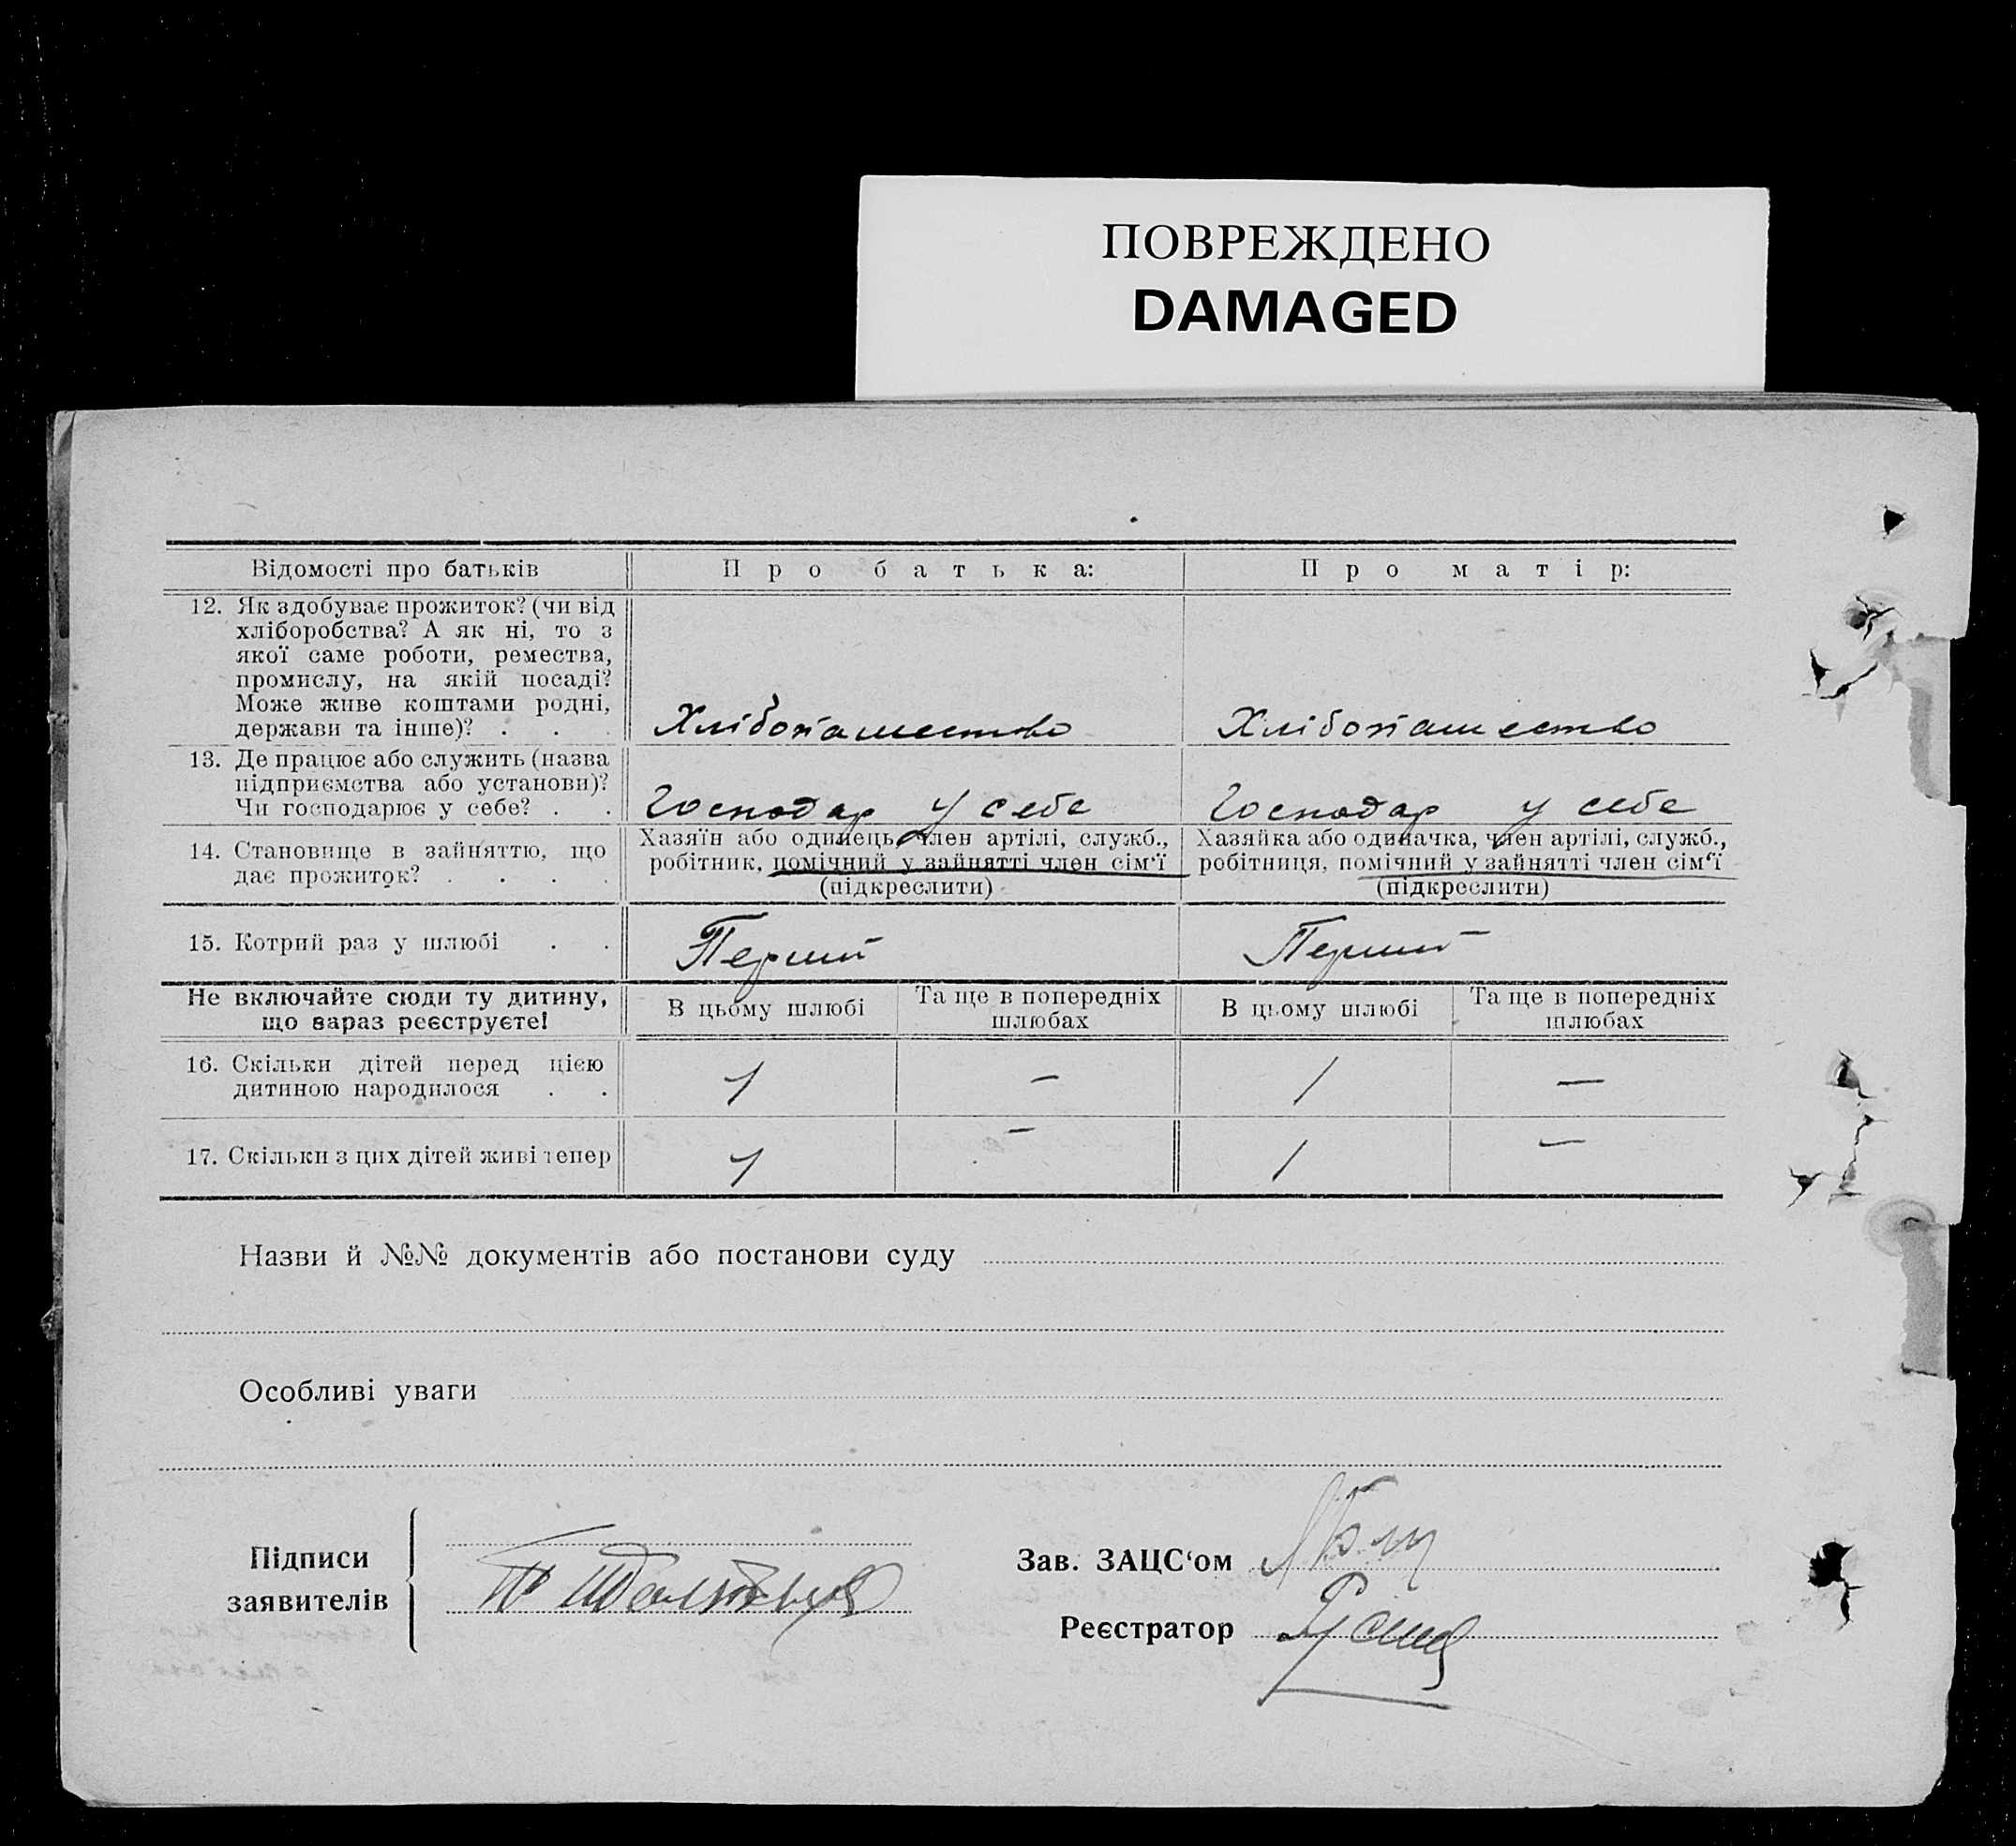 ПОВРЕЖДЕНО
DAMAGED
Відомості про батьків
Про батька:
Про матір:
12. Як здобуває прожиток? (чи від
хліборобства? А як ні, то з
якої саме роботи, ремества,
промислу, на якій посаді?
Може живе коштами родні,
держави та інше)? . . .
Хлібопашество
Хлібопашество
13. Де працює або служить (назва
підприємства або установи)?
Чи господарює у себе? . .
Господар у себе
Господар у себе
14. Становище в зайняттю, що
дає прожиток? . . . .
Хазяїн або одинець, член артілі, служб.,
робітник, помічний у зайнятті член сім'ї
(підкреслити)
Хазяйка або одиначка, член артілі, служб.,
робітниця, помічний у зайнятті член сім'ї
(підкреслити)
15. Котрий раз у шлюбі . .
Перший
Перший
Не включайте сюди ту дитину,
що зараз реєструєте!
В цьому шлюбі
Та ще в попередніх
шлюбах
В цьому шлюбі
Та ще в попередніх
шлюбах
16. Скільки дітей перед цією
дитиною народилося . .
1 — 1 —
17. Скільки з цих дітей живі тепер
1 — 1 —
Назви й №№ документів або постанови суду
Особливі уваги
Підписи
заявителів
Зав. ЗАЦС'ом
Реєстратор